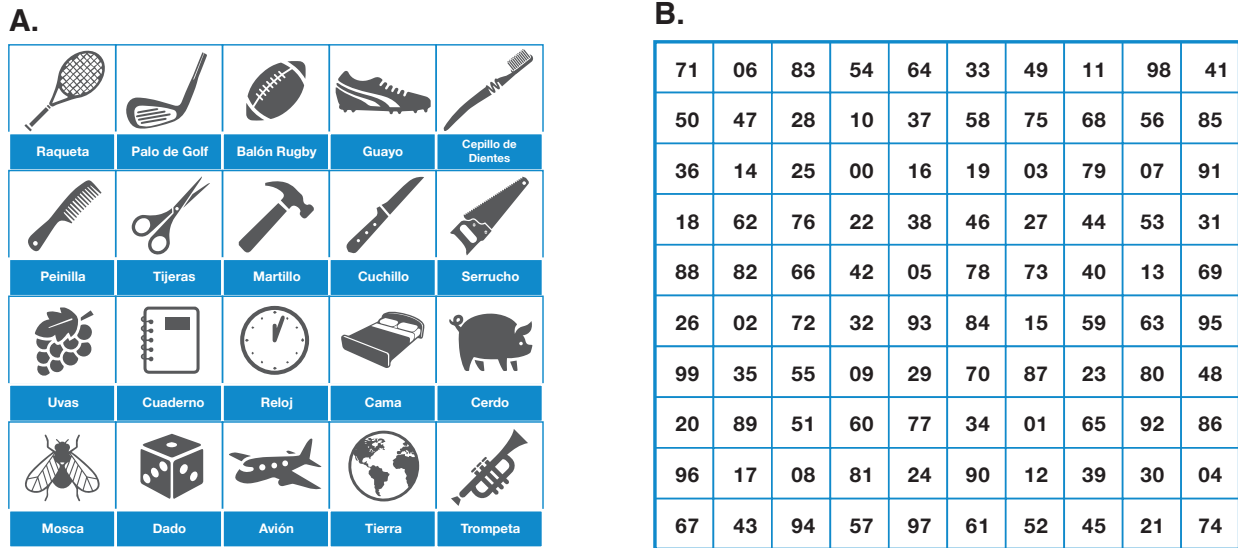 A.
Raqueta Palo de Golf Balón Rugby Guayo Cepillo de Dientes
Peinilla Tijeras Martillo Cuchillo Serrucho
Uvas Cuaderno Reloj Cama Cerdo
Mosca Dado Avión Tierra Trompeta
B.
71 06 83 54 64 33 49 11 98 41
50 47 28 10 37 58 75 68 56 85
36 14 25 00 16 19 03 79 07 91
18 62 76 22 38 46 27 44 53 31
88 82 66 42 05 78 73 40 13 69
26 02 72 32 93 84 15 59 63 95
99 35 55 09 29 70 87 23 80 48
20 89 51 60 77 34 01 65 92 86
96 17 08 81 24 90 12 39 30 04
67 43 94 57 97 61 52 45 21 74